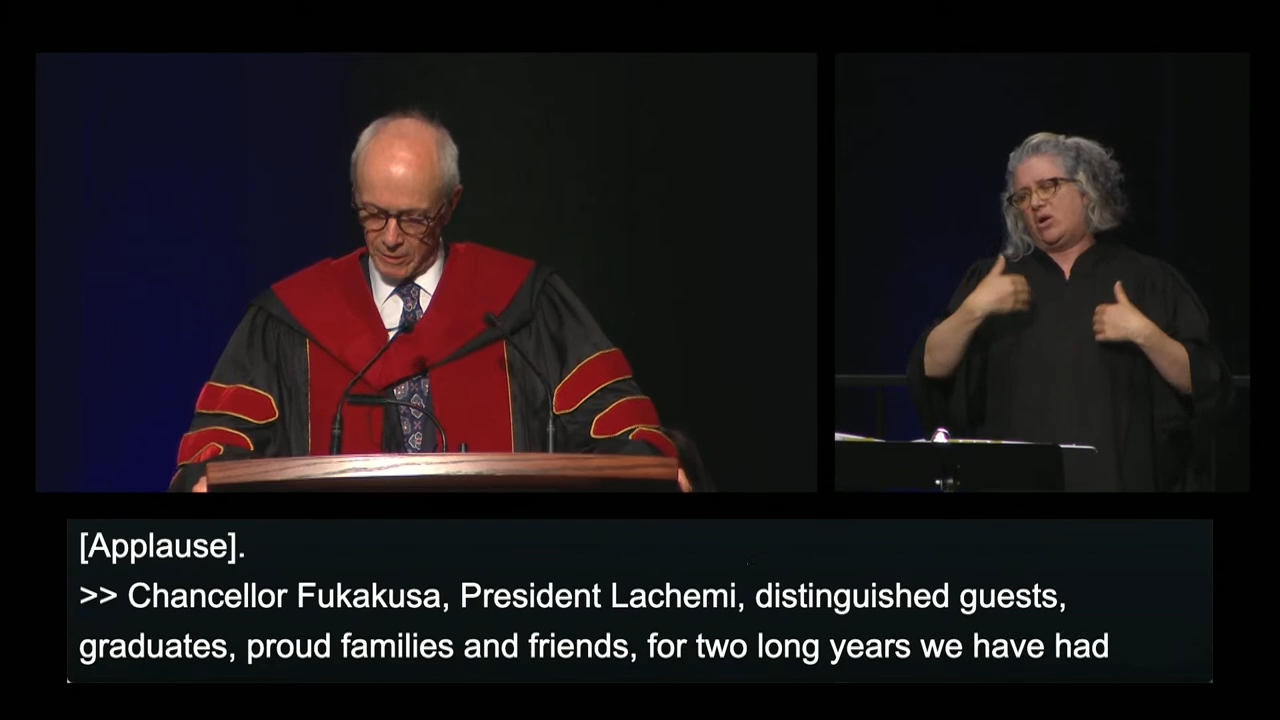 [Applause].
>> Chancellor Fukakusa, President Lachemi, distinguished guests,
graduates, proud families and friends, for two long years we have had